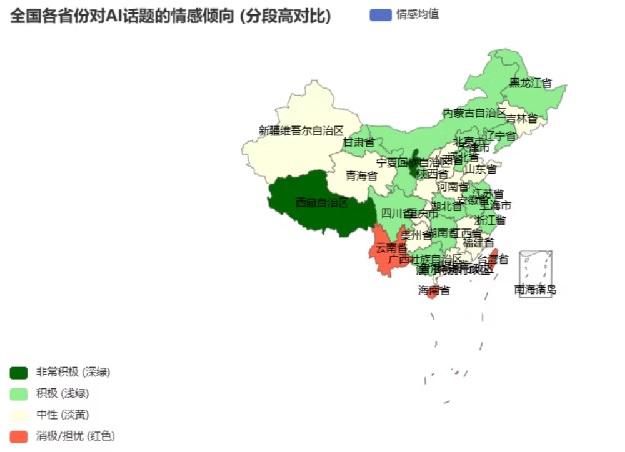 全国各省份对AI话题的情感倾向 (分段高对比)
情感均值
黑龙江省
内蒙古自治区
吉林省
新疆维吾尔自治区
辽宁省
甘肃省
北京市
天津市
河北省
宁夏回族自治区
山西省
山东省
青海省
陕西省
河南省
江苏省
西藏自治区
安徽省
上海市
四川省
重庆市
湖北省
浙江省
湖南省
江西省
贵州省
福建省
云南省
广西壮族自治区
台湾省
海南省
南海诸岛
非常积极 (深绿)
积极 (浅绿)
中性 (淡黄)
消极/担忧 (红色)